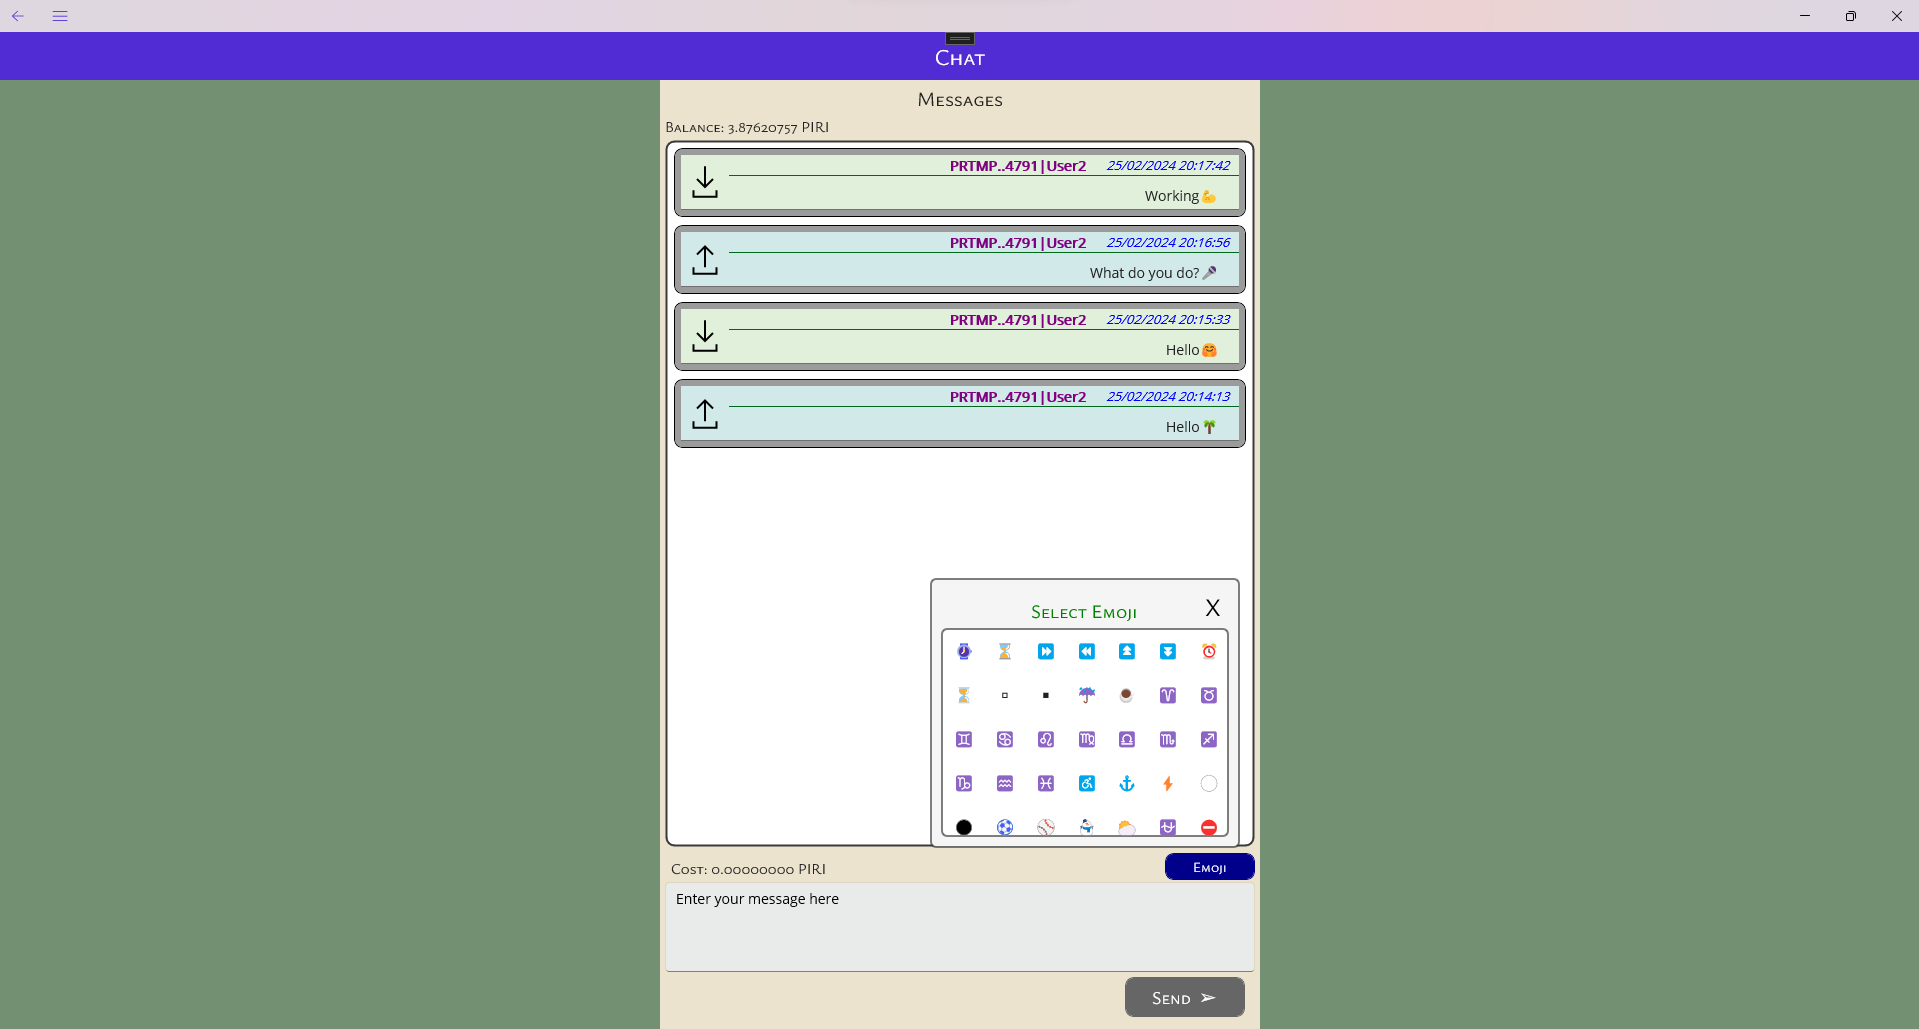 Chat
Messages
Balance: 3.87620757 PIRI
PRTMP..4791|User2 25/02/2024 20:17:42
Working💪
PRTMP..4791|User2 25/02/2024 20:16:56
What do you do?🎤
PRTMP..4791|User2 25/02/2024 20:15:33
Hello🤗
PRTMP..4791|User2 25/02/2024 20:14:13
Hello🌴
Select Emoji X
Cost: 0.00000000 PIRI
Emoji
Enter your message here
Send ➢